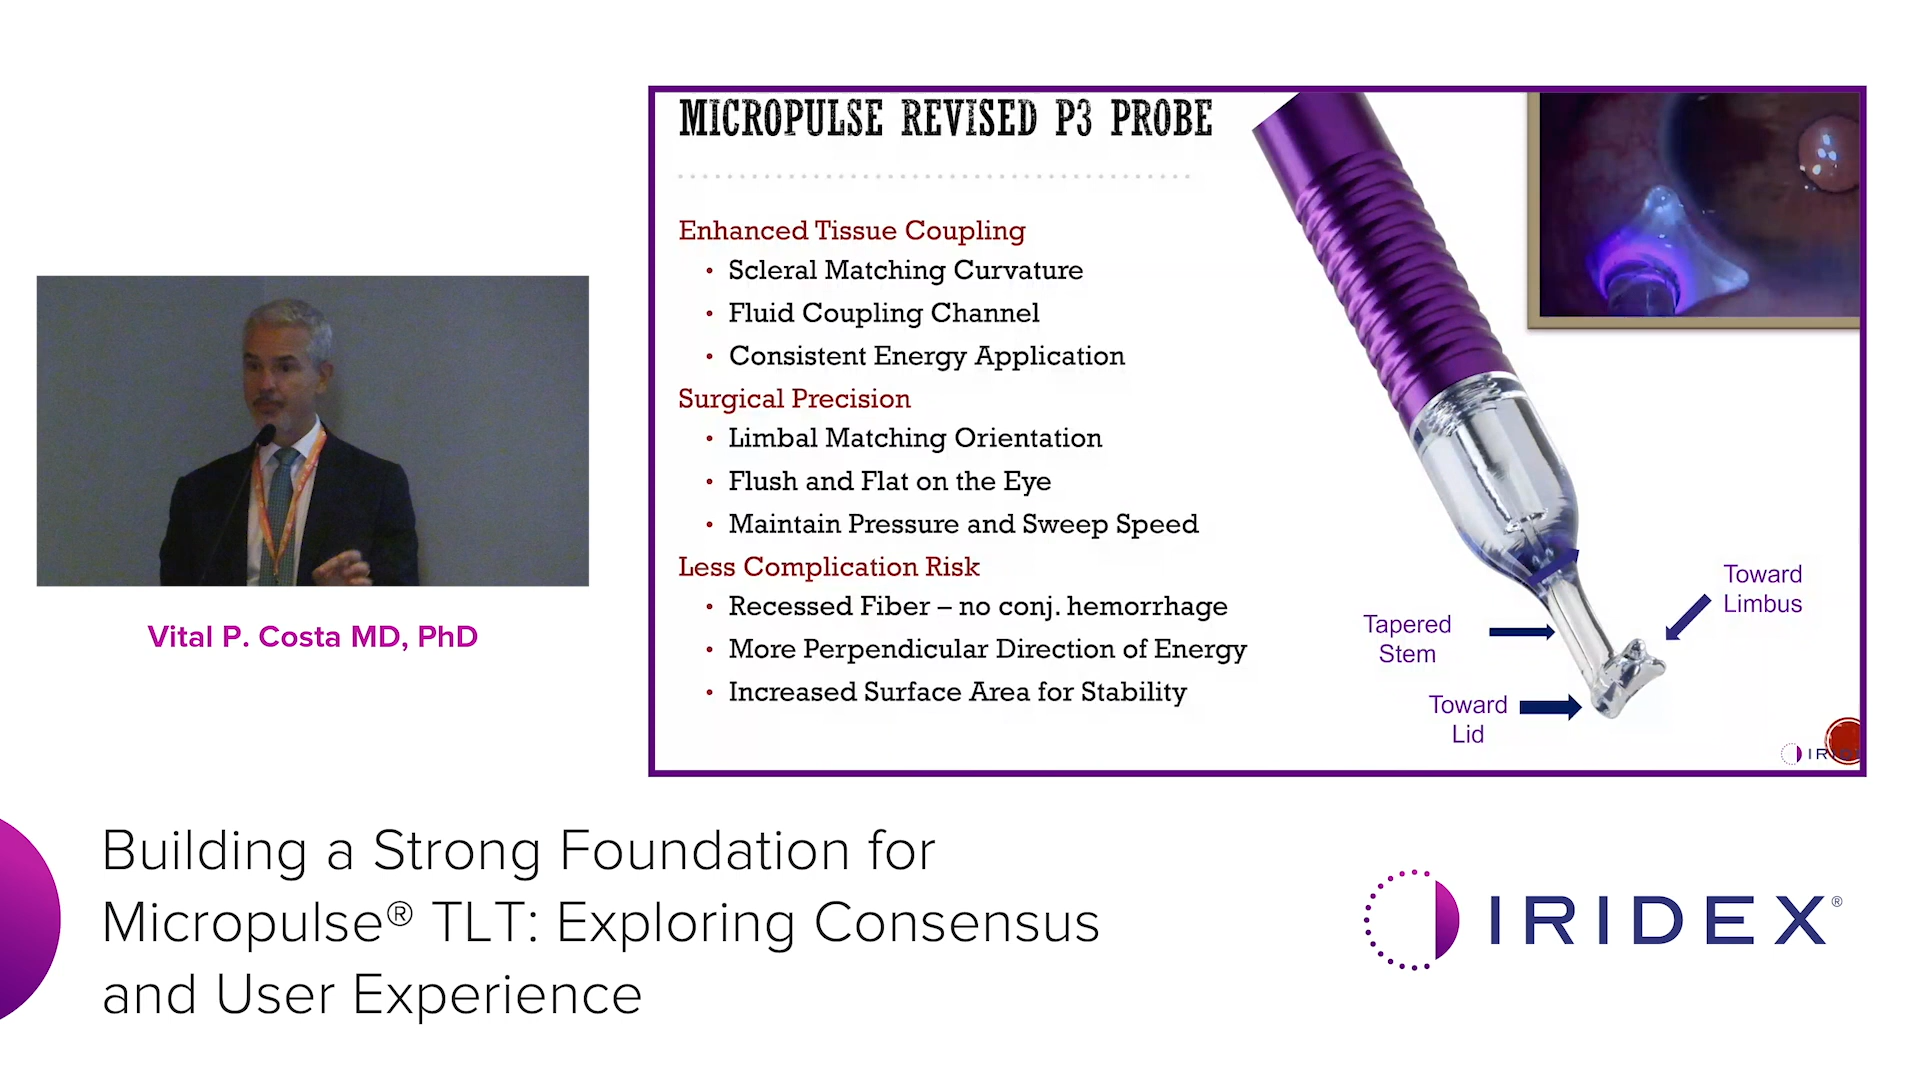 MICROPULSE REVISED P3 PROBE
Enhanced Tissue Coupling
• Scleral Matching Curvature
• Fluid Coupling Channel
• Consistent Energy Application
Surgical Precision
• Limbal Matching Orientation
• Flush and Flat on the Eye
• Maintain Pressure and Sweep Speed
Less Complication Risk
• Recessed Fiber – no conj. hemorrhage
• More Perpendicular Direction of Energy
• Increased Surface Area for Stability
Toward
Limbus
Tapered
Stem
Toward
Lid
Vital P. Costa MD, PhD
Building a Strong Foundation for
Micropulse® TLT: Exploring Consensus
and User Experience
IRIDEX®